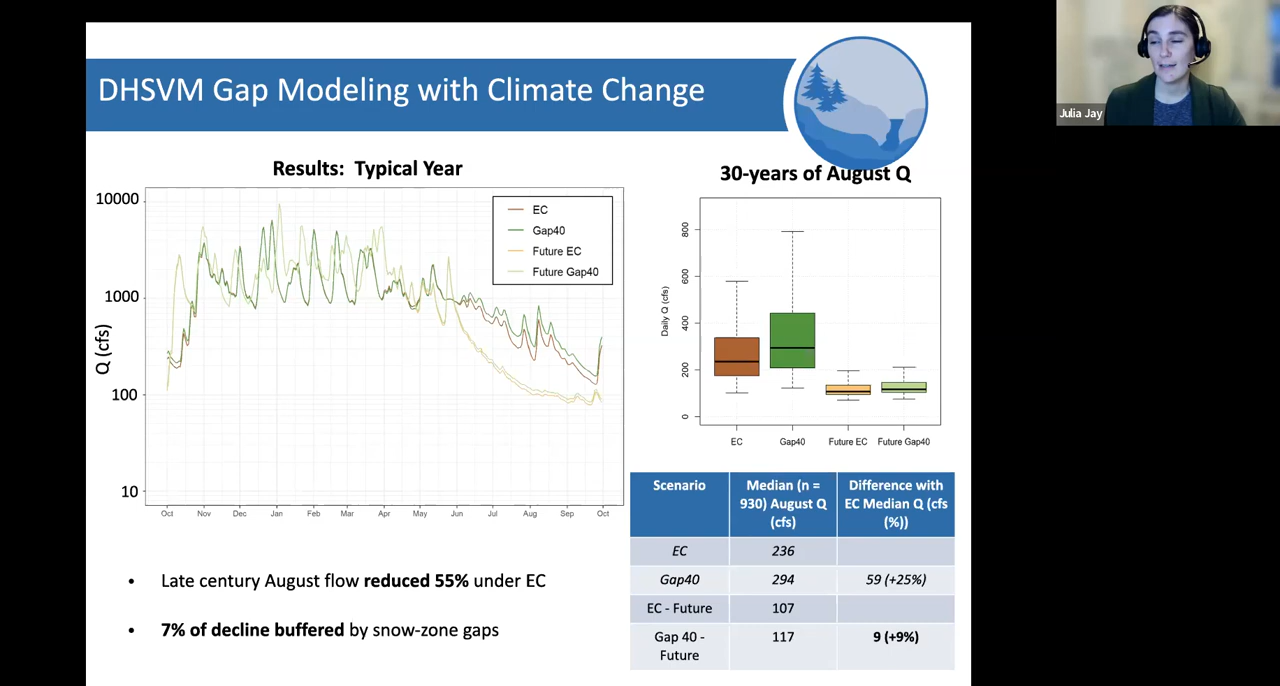 DHSVM Gap Modeling with Climate Change
Julia Jay
Results: Typical Year
10000
1000
100
10
Q (cfs)
EC
Gap40
Future EC
Future Gap40
Oct Nov Dec Jan Feb Mar Apr May Jun Jul Aug Sep Oct
30-years of August Q
800
600
400
200
0
Daily Q (cfs)
EC Gap40 Future EC Future Gap40
Scenario
Median (n =
930) August Q
(cfs)
Difference with
EC Median Q (cfs
(%))
EC 236
Gap40 294 59 (+25%)
EC - Future 107
Gap 40 -
Future
117 9 (+9%)
• Late century August flow reduced 55% under EC
• 7% of decline buffered by snow-zone gaps